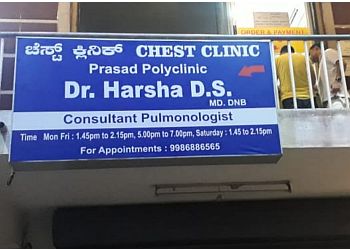 ORDER & PAYMENT
ಚೆಸ್ಟ್ ಕ್ಲಿನಿಕ್ CHEST CLINIC
Prasad Polyclinic
Dr. Harsha D.S.
MD. DNB
Consultant Pulmonologist
Time Mon Fri : 1.45pm to 2.15pm, 5.00pm to 7.00pm, Saturday : 1.45 to 2.15pm
For Appointments : 9986886565